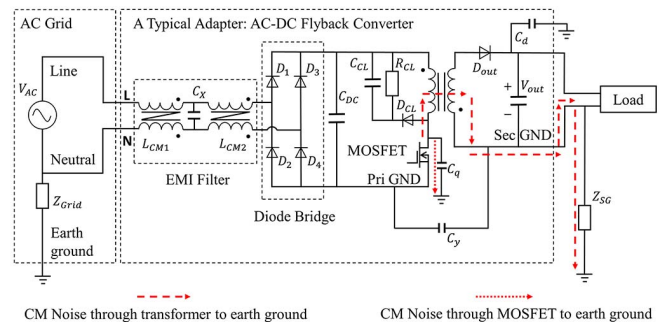 AC Grid
A Typical Adapter: AC-DC Flyback Converter
Line
L
V_AC
N
Neutral
Z_Grid
Earth
ground
C_X
L_CM1
L_CM2
EMI Filter
D_1
D_3
D_2
D_4
Diode Bridge
C_DC
C_CL
R_CL
D_CL
MOSFET
Pri GND
C_q
C_y
D_out
C_d
+
V_out
−
Sec GND
Load
Z_SG
CM Noise through transformer to earth ground
CM Noise through MOSFET to earth ground